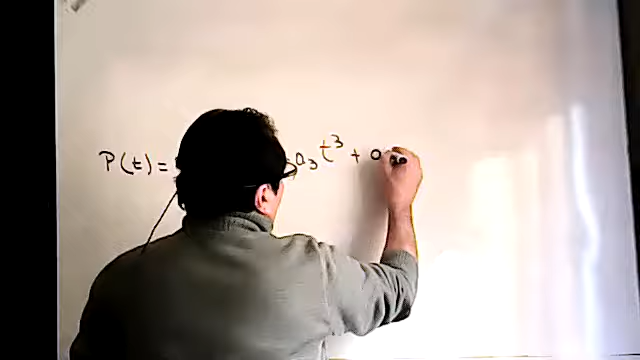 P(t) = a₃t³ + a